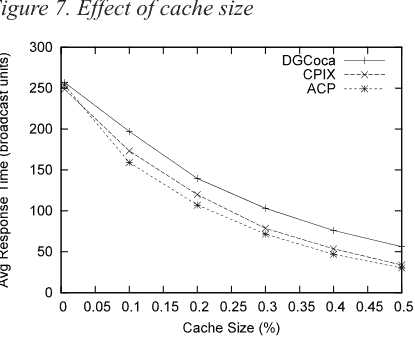 igure 7. Effect of cache size
300
250
200
150
100
50
0
Avg Response Time (broadcast units)
DGCoca
CPIX
ACP
0 0.05 0.1 0.15 0.2 0.25 0.3 0.35 0.4 0.45 0.5
Cache Size (%)